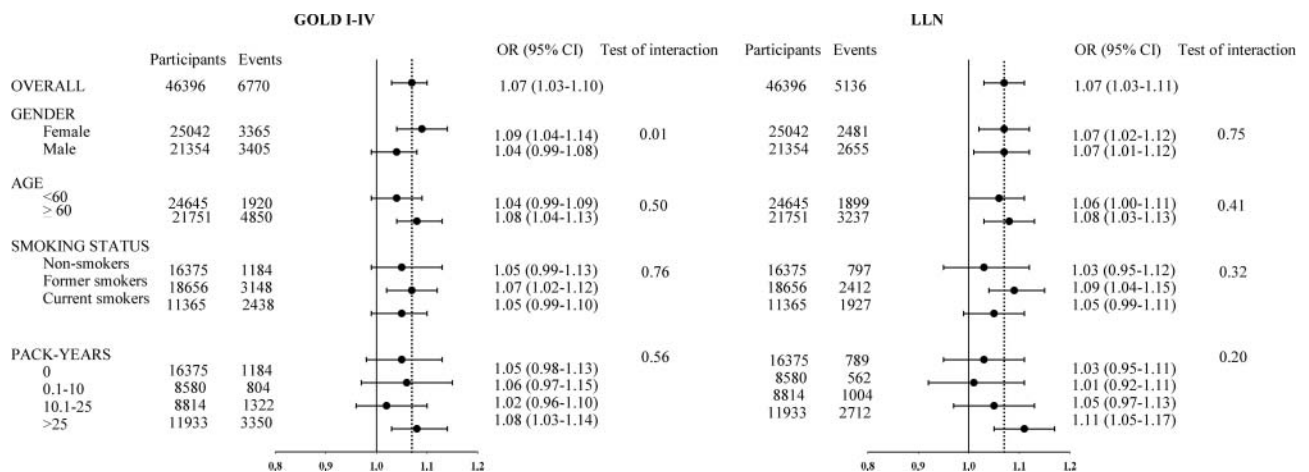 GOLD I-IV LLN
Participants Events OR (95% CI) Test of interaction Participants Events OR (95% CI) Test of interaction
OVERALL 46396 6770 1.07 (1.03-1.10) 46396 5136 1.07 (1.03-1.11)
GENDER
Female 25042 3365 1.09 (1.04-1.14) 0.01 25042 2481 1.07 (1.02-1.12) 0.75
Male 21354 3405 1.04 (0.99-1.08) 21354 2655 1.07 (1.01-1.12)
AGE
<60 24645 1920 1.04 (0.99-1.09) 0.50 24645 1899 1.06 (1.00-1.11) 0.41
≥ 60 21751 4850 1.08 (1.04-1.13) 21751 3237 1.08 (1.03-1.13)
SMOKING STATUS
Non-smokers 16375 1184 1.05 (0.99-1.13) 0.76 16375 797 1.03 (0.95-1.12) 0.32
Former smokers 18656 3148 1.07 (1.02-1.12) 18656 2412 1.09 (1.04-1.15)
Current smokers 11365 2438 1.05 (0.99-1.10) 11365 1927 1.05 (0.99-1.11)
PACK-YEARS 0.56 0.20
0 16375 1184 1.05 (0.98-1.13) 16375 789 1.03 (0.95-1.11)
0.1-10 8580 804 1.06 (0.97-1.15) 8580 562 1.01 (0.92-1.11)
10.1-25 8814 1322 1.02 (0.96-1.10) 8814 1004 1.05 (0.97-1.13)
>25 11933 3350 1.08 (1.03-1.14) 11933 2712 1.11 (1.05-1.17)
0.8 0.9 1.0 1.1 1.2 0.8 0.9 1.0 1.1 1.2